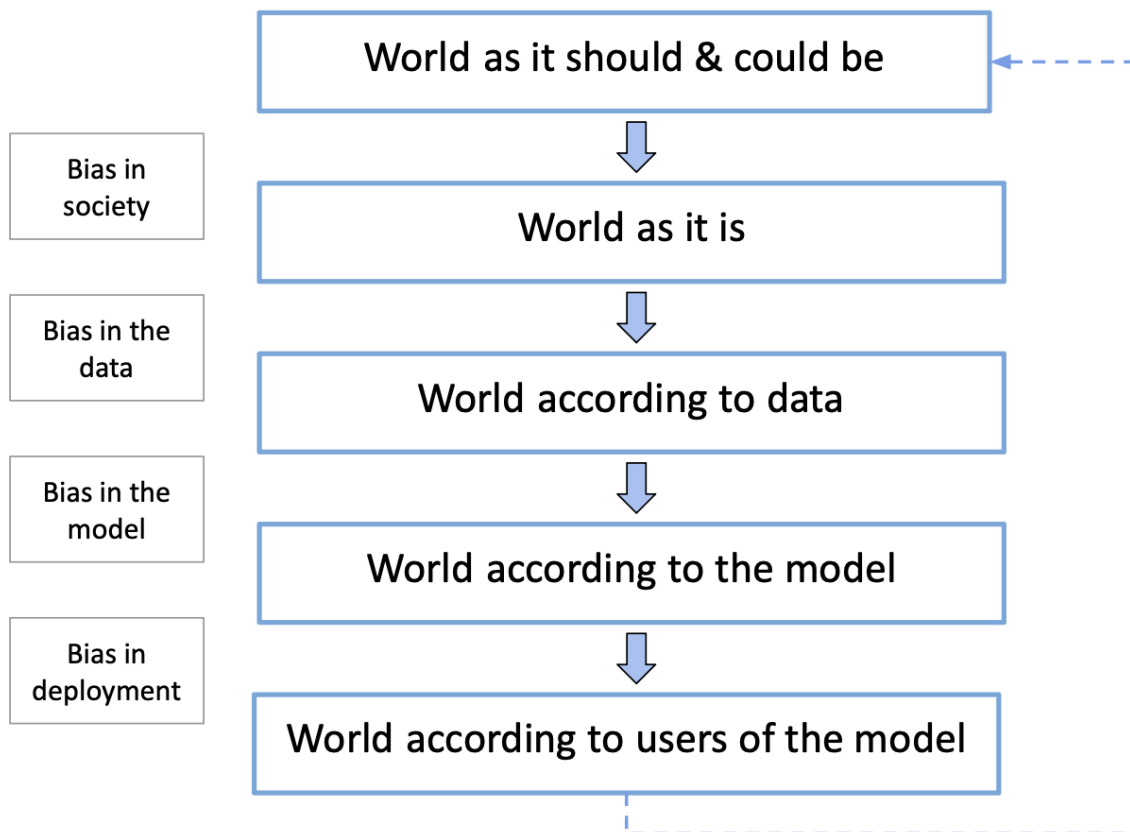 World as it should & could be
Bias in
society
World as it is
Bias in the
data
World according to data
Bias in the
model
World according to the model
Bias in
deployment
World according to users of the model